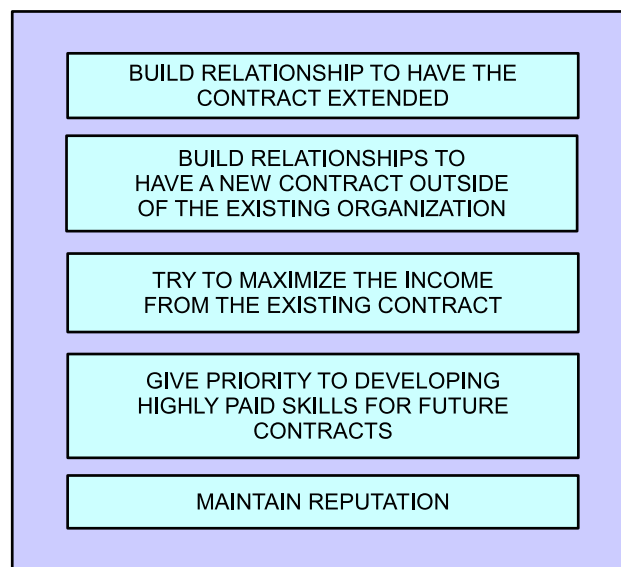 BUILD RELATIONSHIP TO HAVE THE
CONTRACT EXTENDED
BUILD RELATIONSHIPS TO
HAVE A NEW CONTRACT OUTSIDE
OF THE EXISTING ORGANIZATION
TRY TO MAXIMIZE THE INCOME
FROM THE EXISTING CONTRACT
GIVE PRIORITY TO DEVELOPING
HIGHLY PAID SKILLS FOR FUTURE
CONTRACTS
MAINTAIN REPUTATION